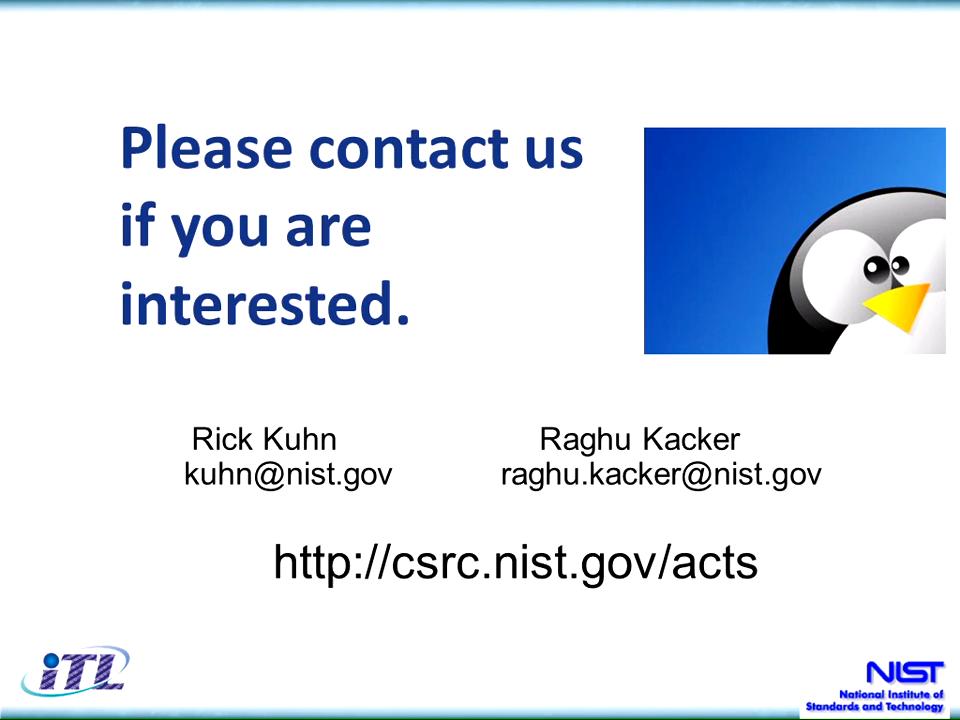 Please contact us
if you are
interested.
Rick Kuhn Raghu Kacker
kuhn@nist.gov raghu.kacker@nist.gov
http://csrc.nist.gov/acts
iTL
NIST
National Institute of
Standards and Technology